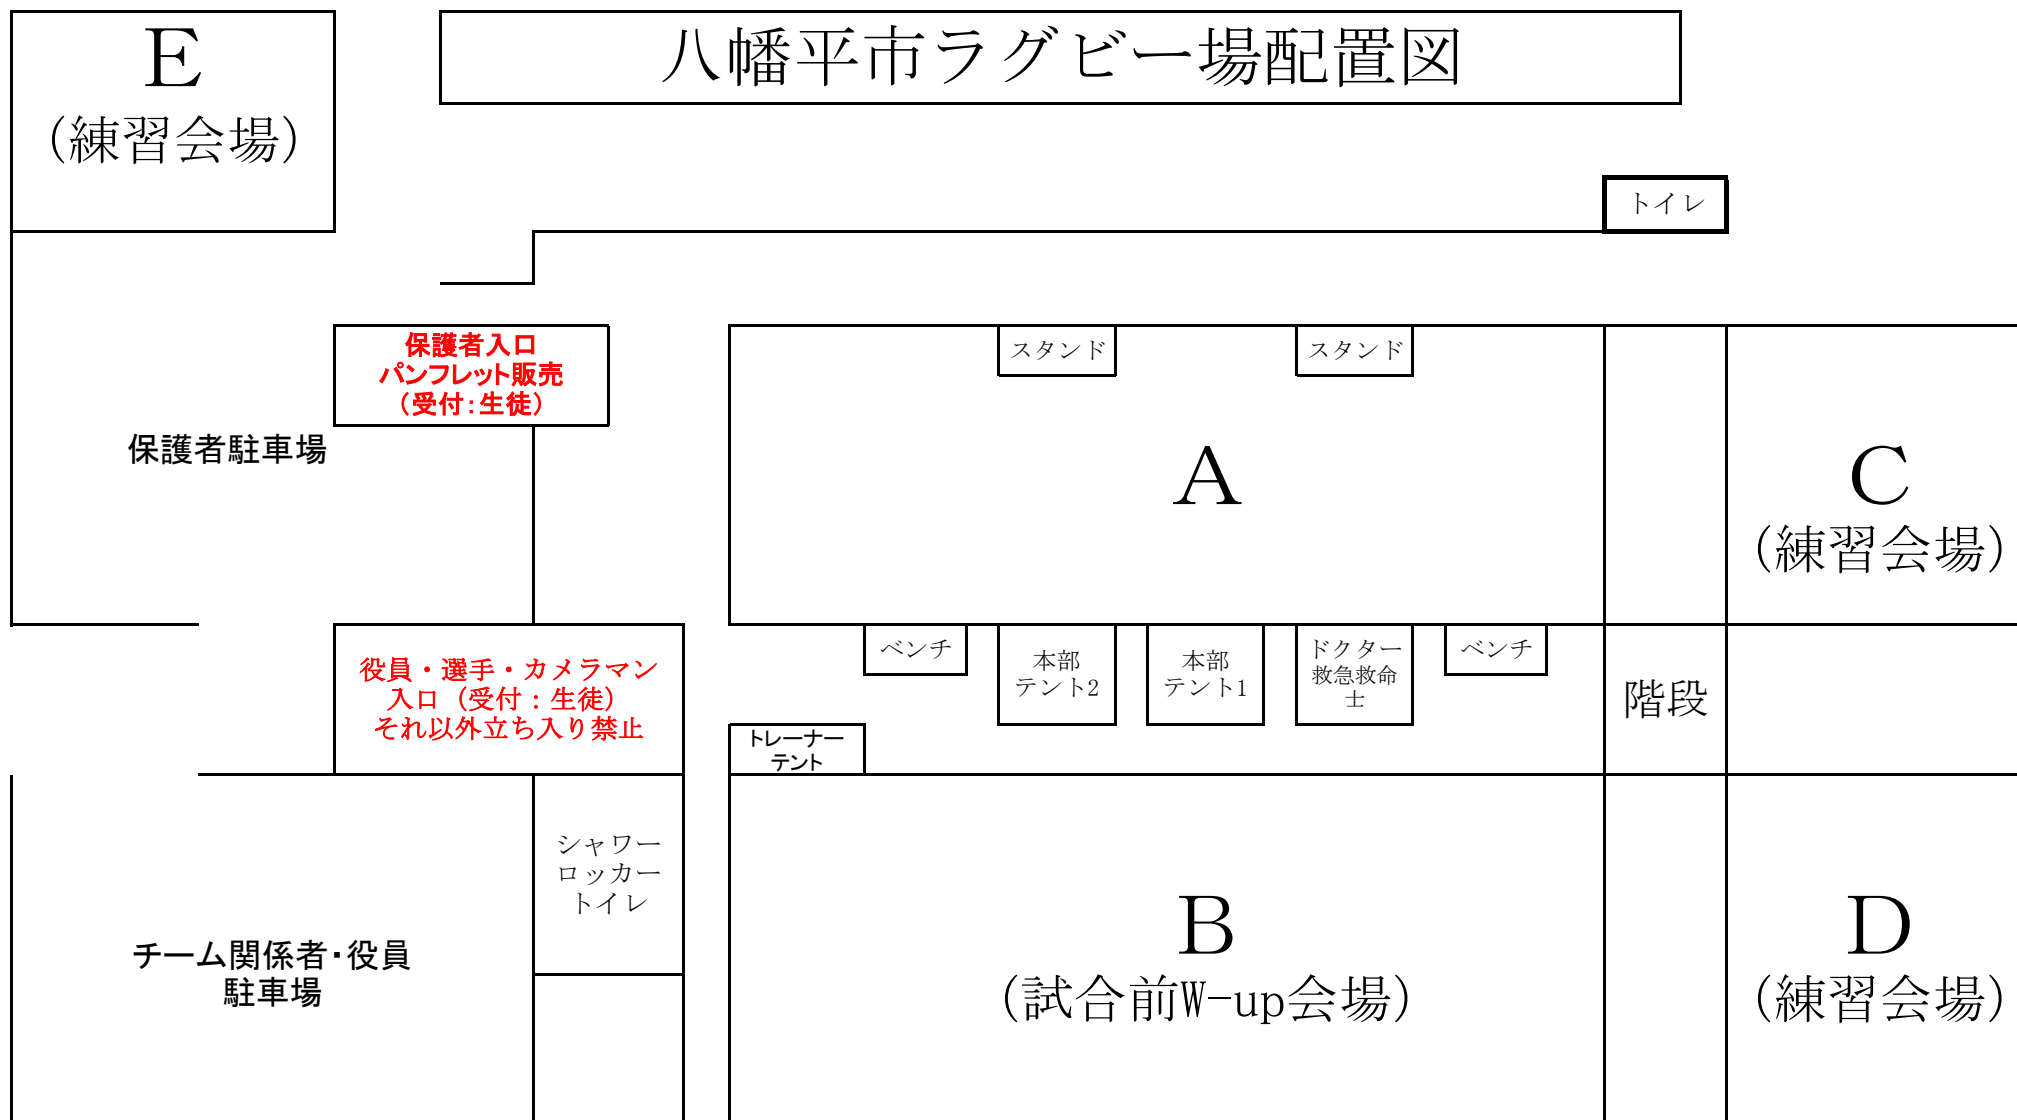 E
（練習会場）
八幡平市ラグビー場配置図
トイレ
保護者入口
パンフレット販売
（受付：生徒）
スタンド
スタンド
保護者駐車場
A
C
（練習会場）
役員・選手・カメラマン
入口（受付：生徒）
それ以外立ち入り禁止
ベンチ
本部
テント2
本部
テント1
ドクター
救急救命
士
ベンチ
階段
トレーナー
テント
シャワー
ロッカー
トイレ
チーム関係者・役員
駐車場
B
（試合前W-up会場）
D
（練習会場）